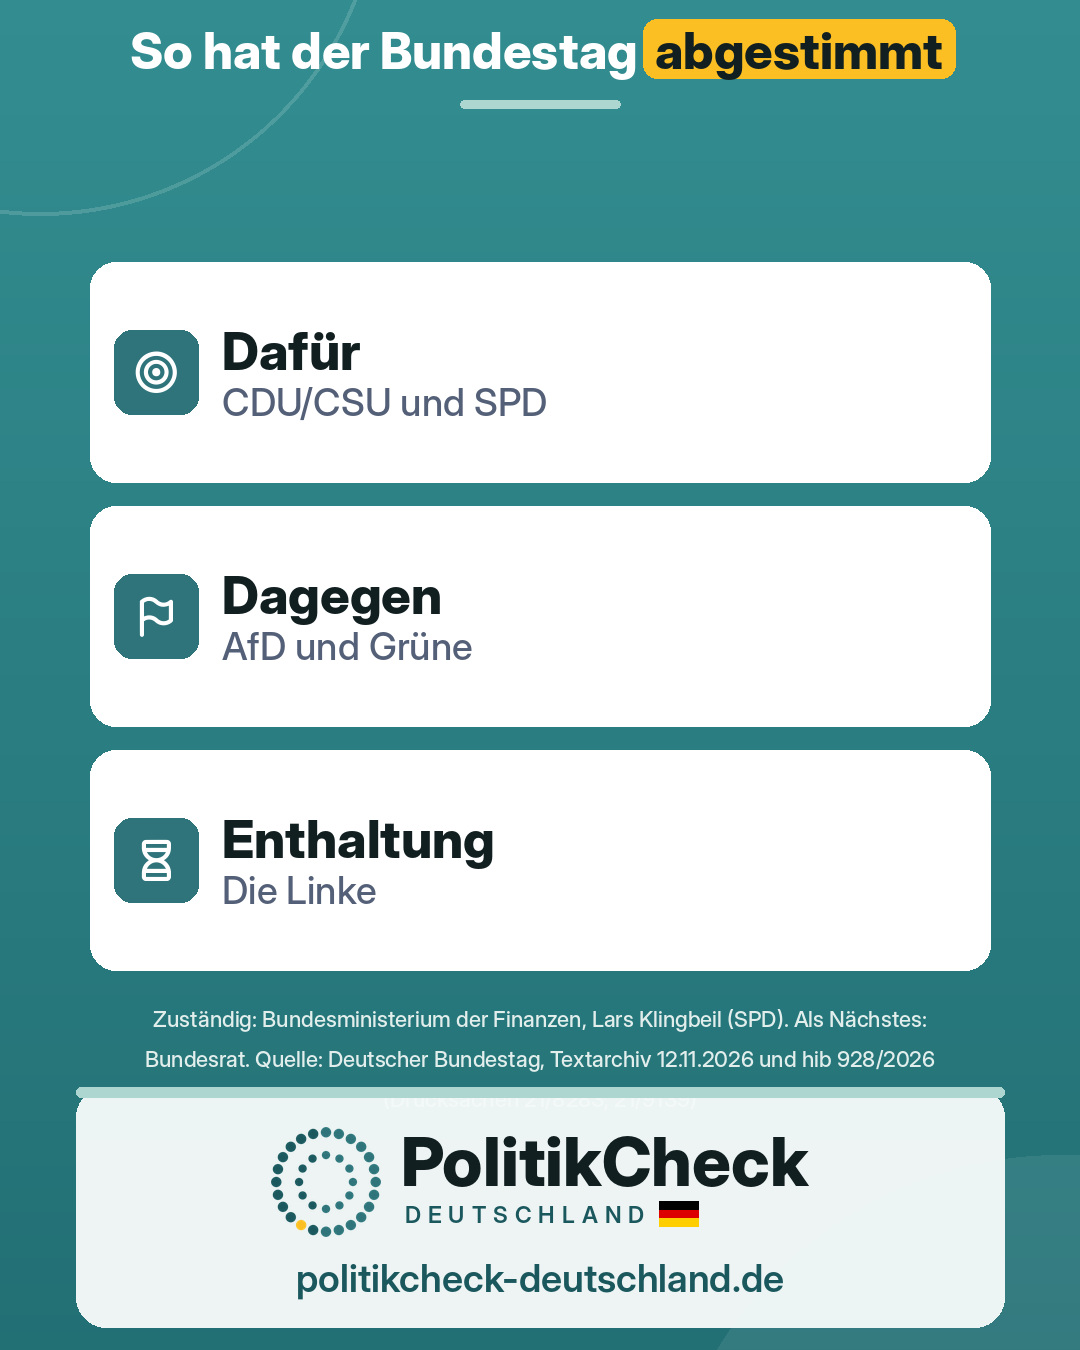 So hat der Bundestag abgestimmt
Dafür
CDU/CSU und SPD
Dagegen
AfD und Grüne
Enthaltung
Die Linke
Zuständig: Bundesministerium der Finanzen, Lars Klingbeil (SPD). Als Nächstes:
Bundesrat. Quelle: Deutscher Bundestag, Textarchiv 12.11.2026 und hib 928/2026
PolitikCheck
DEUTSCHLAND
politikcheck-deutschland.de